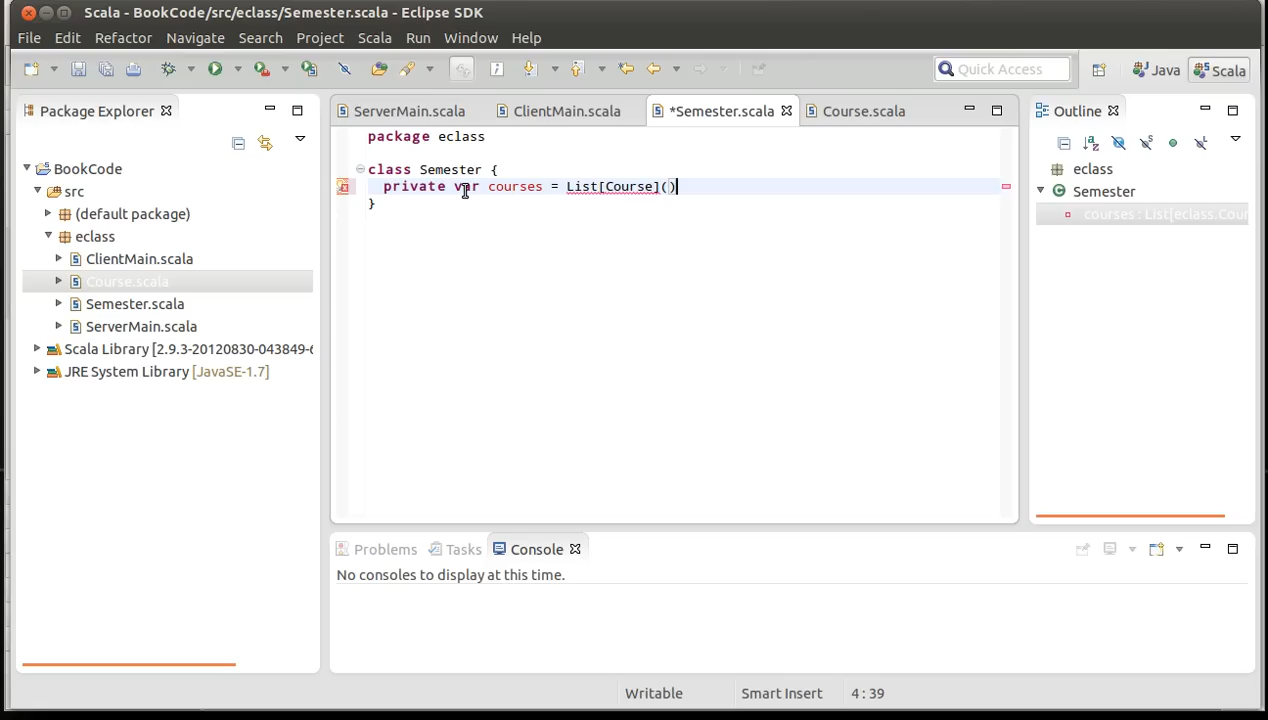 Scala - BookCode/src/eclass/Semester.scala - Eclipse SDK
File Edit Refactor Navigate Search Project Scala Run Window Help
Quick Access
Java
Scala
Package Explorer
BookCode
src
(default package)
eclass
ClientMain.scala
Course.scala
Semester.scala
ServerMain.scala
Scala Library [2.9.3-20120830-043849-6
JRE System Library [JavaSE-1.7]
ServerMain.scala
ClientMain.scala
*Semester.scala
Course.scala
package eclass
class Semester {
private var courses = List[Course]()
}
Outline
eclass
Semester
courses : List[eclass.Cour
Problems
Tasks
Console
No consoles to display at this time.
Writable
Smart Insert
4 : 39